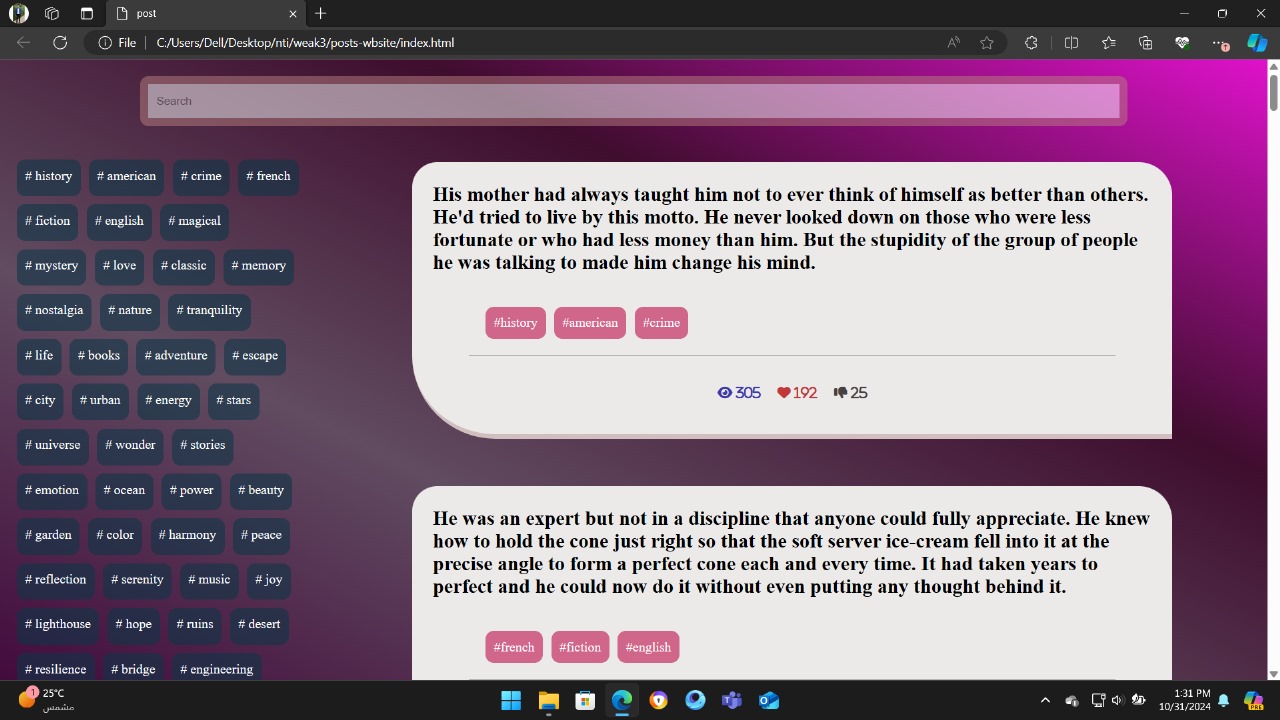 post
File
C:/Users/Dell/Desktop/nti/weak3/posts-wbsite/index.html
Search
# history # american # crime # french
# fiction # english # magical
# mystery # love # classic # memory
# nostalgia # nature # tranquility
# life # books # adventure # escape
# city # urban # energy # stars
# universe # wonder # stories
# emotion # ocean # power # beauty
# garden # color # harmony # peace
# reflection # serenity # music # joy
# lighthouse # hope # ruins # desert
# resilience # bridge # engineering
His mother had always taught him not to ever think of himself as better than others.
He'd tried to live by this motto. He never looked down on those who were less
fortunate or who had less money than him. But the stupidity of the group of people
he was talking to made him change his mind.
#history #american #crime
305 192 25
He was an expert but not in a discipline that anyone could fully appreciate. He knew
how to hold the cone just right so that the soft server ice-cream fell into it at the
precise angle to form a perfect cone each and every time. It had taken years to
perfect and he could now do it without even putting any thought behind it.
#french #fiction #english
1
25°C
مشمس
1:31 PM
10/31/2024
PRE